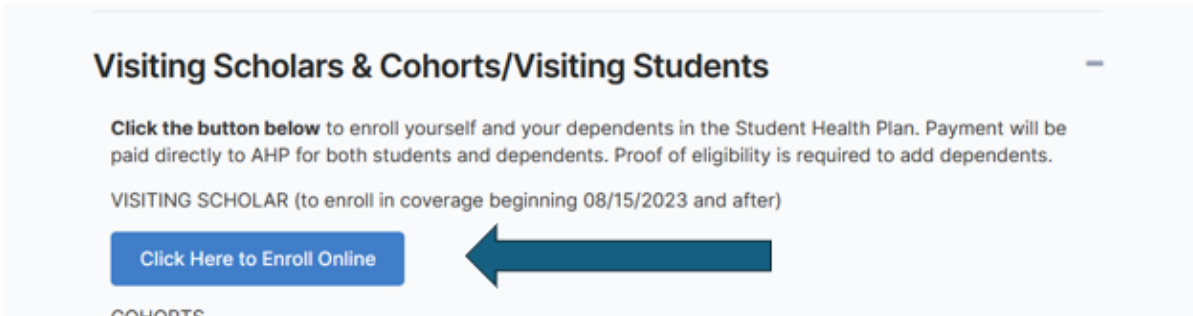 Visiting Scholars & Cohorts/Visiting Students
Click the button below to enroll yourself and your dependents in the Student Health Plan. Payment will be
paid directly to AHP for both students and dependents. Proof of eligibility is required to add dependents.
VISITING SCHOLAR (to enroll in coverage beginning 08/15/2023 and after)
Click Here to Enroll Online
COHORTS